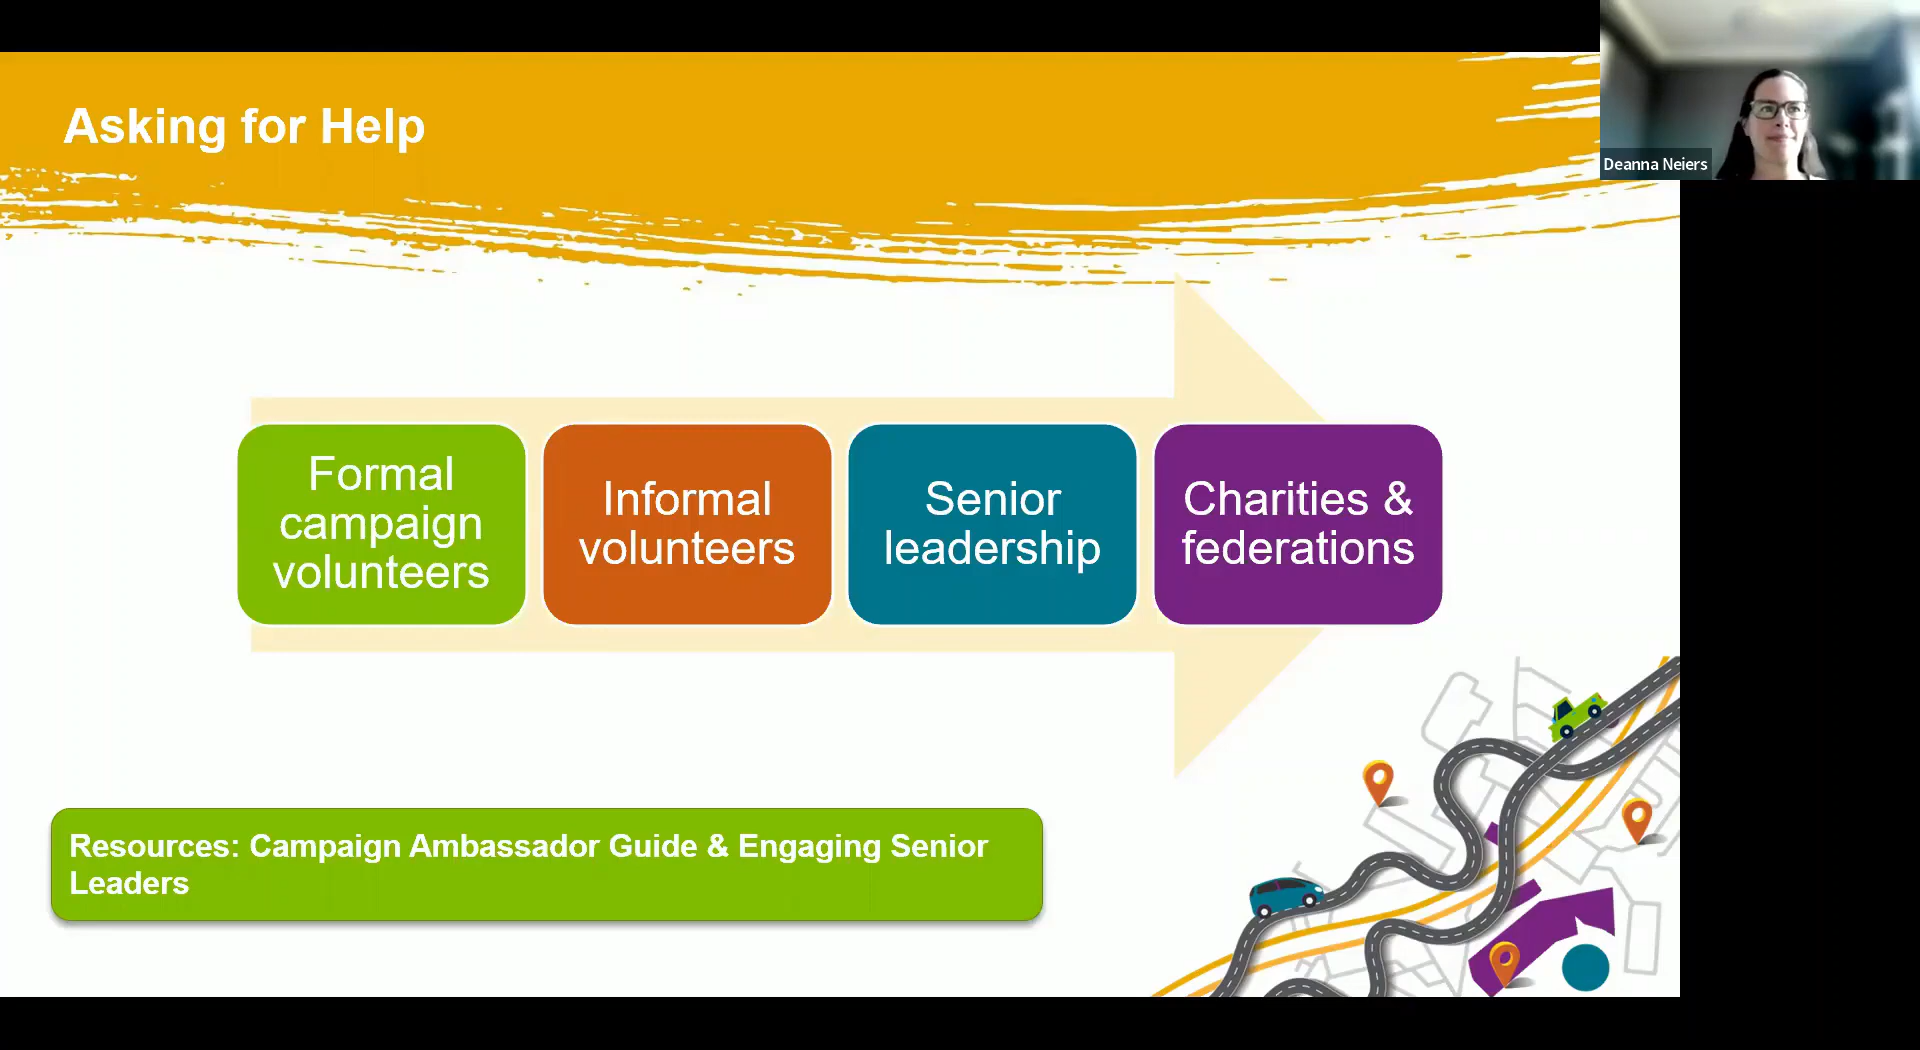 Asking for Help
Deanna Neiers
Formal
campaign
volunteers
Informal
volunteers
Senior
leadership
Charities &
federations
Resources: Campaign Ambassador Guide & Engaging Senior
Leaders